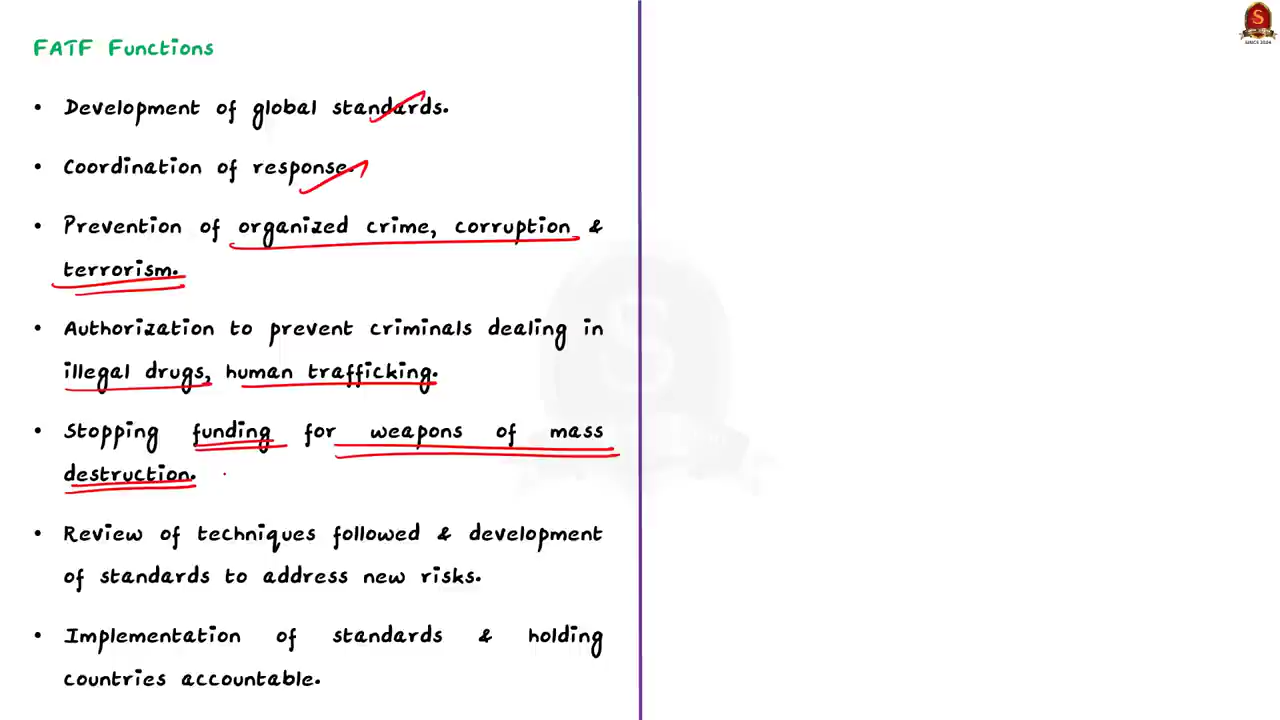 FATF Functions
• Development of global standards.
• Coordination of response.
• Prevention of organized crime, corruption &
terrorism.
• Authorization to prevent criminals dealing in
illegal drugs, human trafficking.
• Stopping funding for weapons of mass
destruction.
• Review of techniques followed & development
of standards to address new risks.
• Implementation of standards & holding
countries accountable.
S